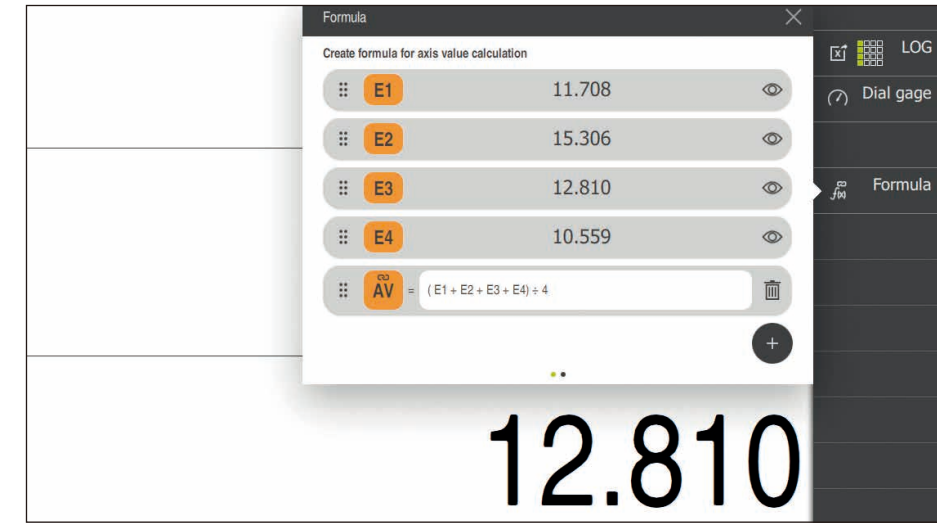 Formula
Create formula for axis value calculation
E1 11.708
E2 15.306
E3 12.810
E4 10.559
AV = ( E1 + E2 + E3 + E4) ÷ 4
+
12.810
LOG
Dial gage
f(x) Formula